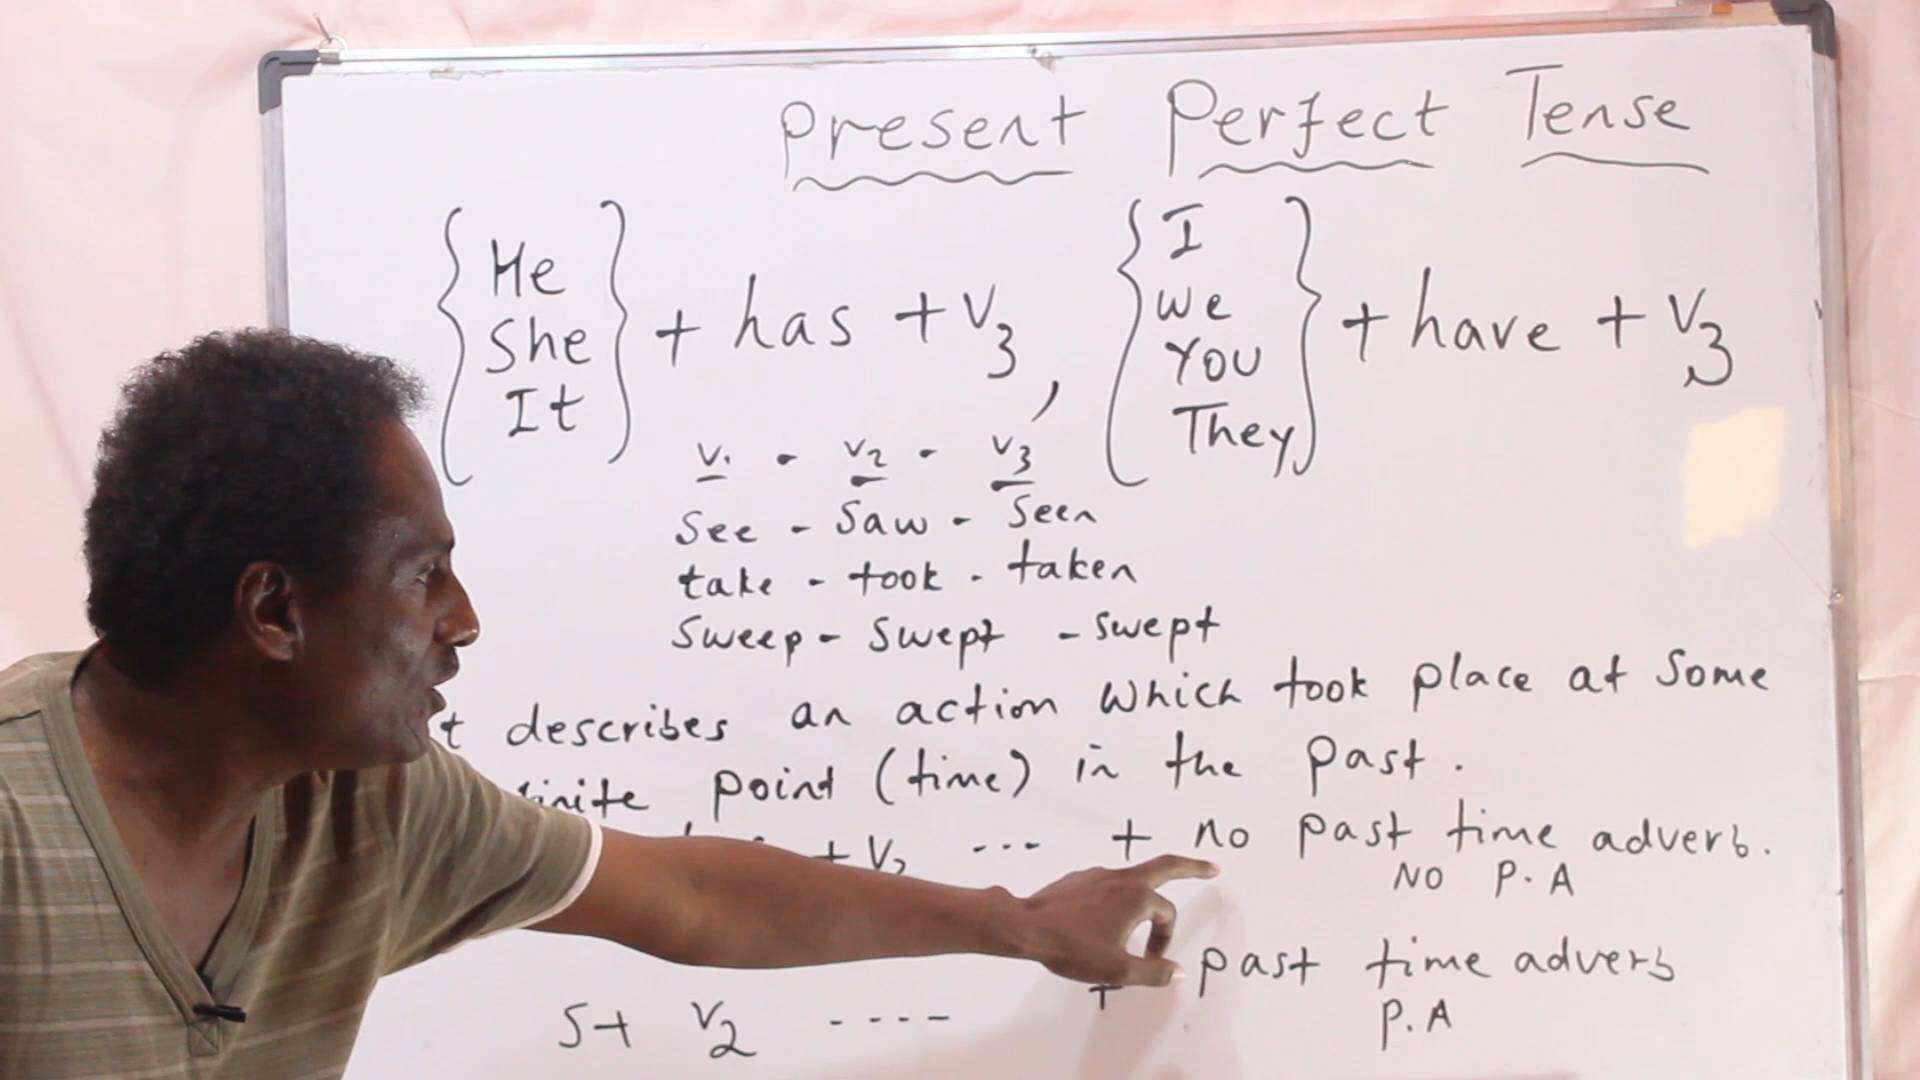 Present Perfect Tense
{ He She It } + has + V3, { I we You They } + have + V3
V1 - V2 - V3
See - Saw - Seen
take - took - taken
Sweep - Swept - swept
describes an action which took place at some
point (time) in the past.
+ V3 --- + no past time adverb.
NO P.A
+ past time adverb
S+ V2 ---- P.A